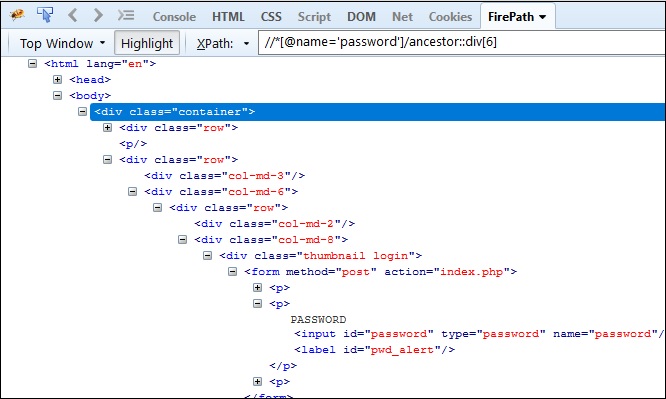 Console HTML CSS Script DOM Net Cookies FirePath
Top Window Highlight XPath: //*[@name='password']/ancestor::div[6]
<html lang="en">
<head>
<body>
<div class="container">
<div class="row">
<p/>
<div class="row">
<div class="col-md-3"/>
<div class="col-md-6">
<div class="row">
<div class="col-md-2"/>
<div class="col-md-8">
<div class="thumbnail login">
<form method="post" action="index.php">
<p>
<p>
PASSWORD
<input id="password" type="password" name="password"/
<label id="pwd_alert"/>
</p>
<p>
</form>